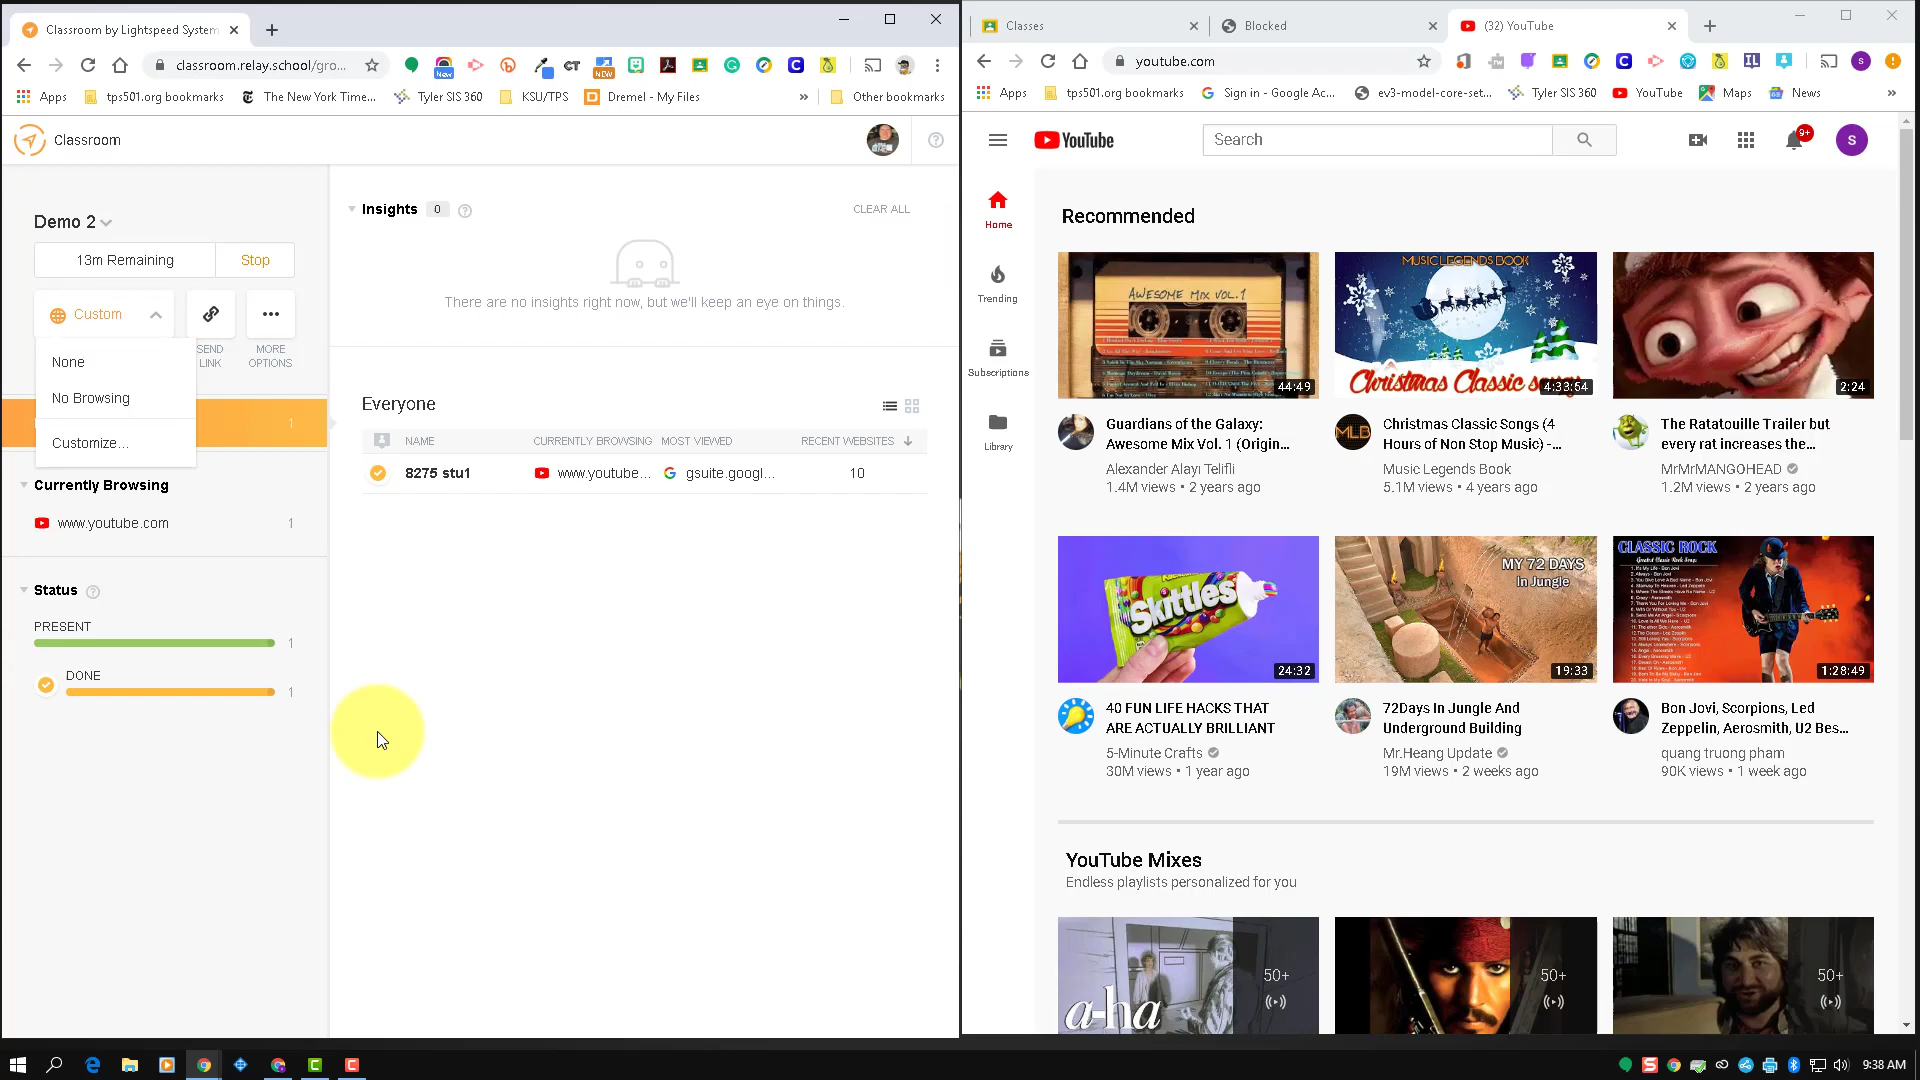 Classroom by Lightspeed System
classroom.relay.school/gro...
New
CT
NEW
Apps
tps501.org bookmarks
The New York Time...
Tyler SIS 360
KSU/TPS
Dremel - My Files
»
Other bookmarks
Classroom
Demo 2
13m Remaining
Stop
Custom
None
No Browsing
Customize...
SEND
LINK
MORE
OPTIONS
1
Currently Browsing
www.youtube.com
1
Status
PRESENT
1
DONE
1
Insights
0
CLEAR ALL
There are no insights right now, but we'll keep an eye on things.
Everyone
NAME
CURRENTLY BROWSING
MOST VIEWED
RECENT WEBSITES
8275 stu1
www.youtube...
gsuite.googl...
10
Classes
Blocked
(32) YouTube
youtube.com
S
Apps
tps501.org bookmarks
Sign in - Google Ac...
ev3-model-core-set...
Tyler SIS 360
YouTube
Maps
News
»
YouTube
Search
9+
S
Home
Trending
Subscriptions
Library
Recommended
AWESOME MIX VOL. 1
44:49
Guardians of the Galaxy:
Awesome Mix Vol. 1 (Origin...
Alexander Alayı Telifli
1.4M views • 2 years ago
MUSIC LEGENDS BOOK
Christmas Classic songs
4:33:54
MLB
Christmas Classic Songs (4
Hours of Non Stop Music) -...
Music Legends Book
5.1M views • 4 years ago
2:24
The Ratatouille Trailer but
every rat increases the...
MrMrMANGOHEAD
1.2M views • 2 years ago
Skittles
24:32
40 FUN LIFE HACKS THAT
ARE ACTUALLY BRILLIANT
5-Minute Crafts
30M views • 1 year ago
MY 72 DAYS
In Jungle
19:33
72Days In Jungle And
Underground Building
Mr.Heang Update
19M views • 2 weeks ago
CLASSIC ROCK
1:28:49
Bon Jovi, Scorpions, Led
Zeppelin, Aerosmith, U2 Bes...
quang truong pham
90K views • 1 week ago
YouTube Mixes
Endless playlists personalized for you
a-ha
50+
50+
50+
9:38 AM